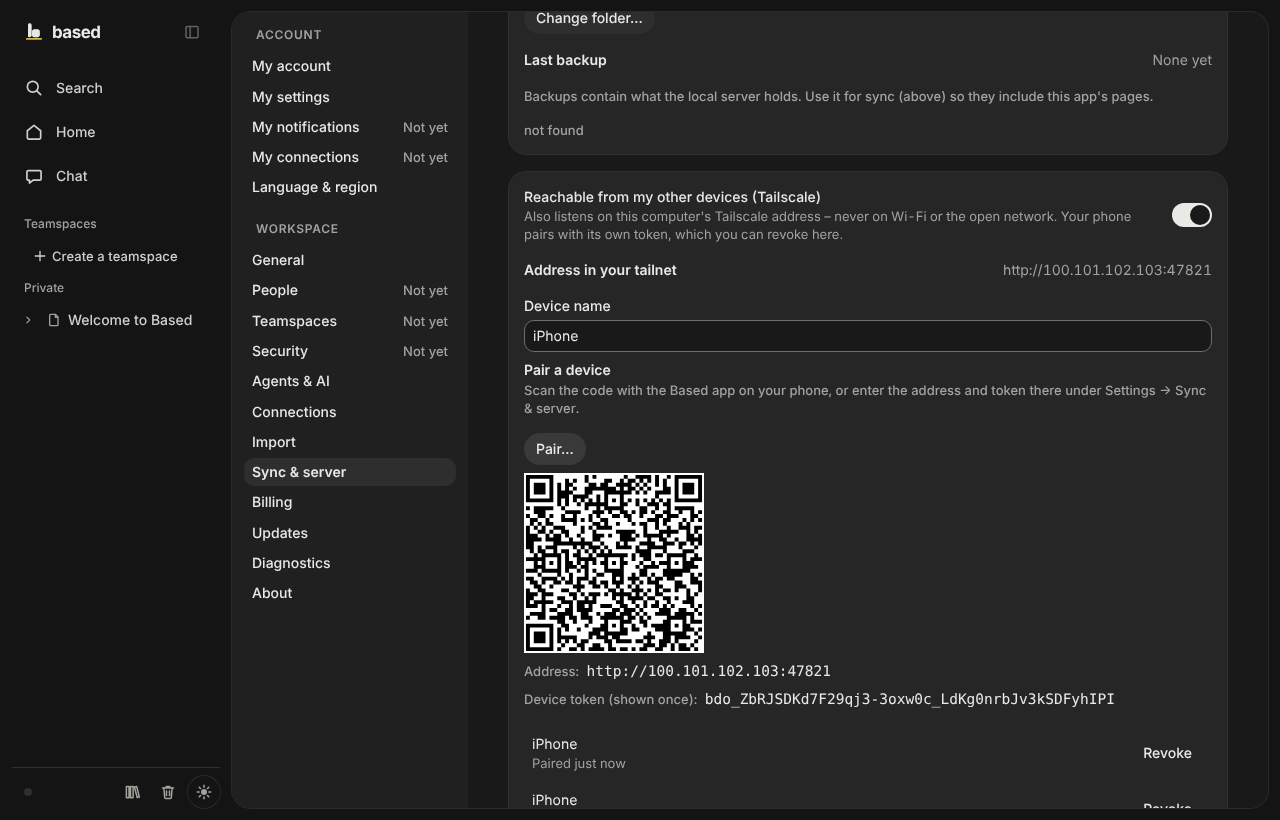 based
Search
Home
Chat
Teamspaces
Create a teamspace
Private
Welcome to Based
ACCOUNT
My account
My settings
My notifications Not yet
My connections Not yet
Language & region
WORKSPACE
General
People Not yet
Teamspaces Not yet
Security Not yet
Agents & AI
Connections
Import
Sync & server
Billing
Updates
Diagnostics
About
Change folder...
Last backup None yet
Backups contain what the local server holds. Use it for sync (above) so they include this app's pages.
not found
Reachable from my other devices (Tailscale)
Also listens on this computer's Tailscale address – never on Wi-Fi or the open network. Your phone
pairs with its own token, which you can revoke here.
Address in your tailnet http://100.101.102.103:47821
Device name
iPhone
Pair a device
Scan the code with the Based app on your phone, or enter the address and token there under Settings → Sync
& server.
Pair...
Address: http://100.101.102.103:47821
Device token (shown once): bdo_ZbRJSDKd7F29qj3-3oxw0c_LdKg0nrbJv3kSDFyhIPI
iPhone
Paired just now
Revoke
iPhone
Revoke